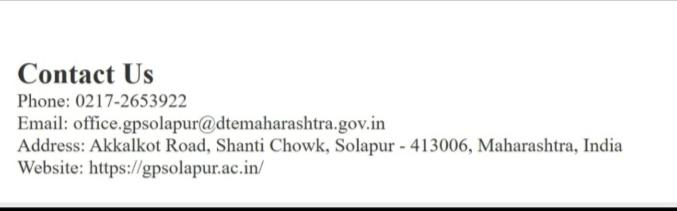 Contact Us
Phone: 0217-2653922
Email: office.gpsolapur@dtemaharashtra.gov.in
Address: Akkalkot Road, Shanti Chowk, Solapur - 413006, Maharashtra, India
Website: https://gpsolapur.ac.in/